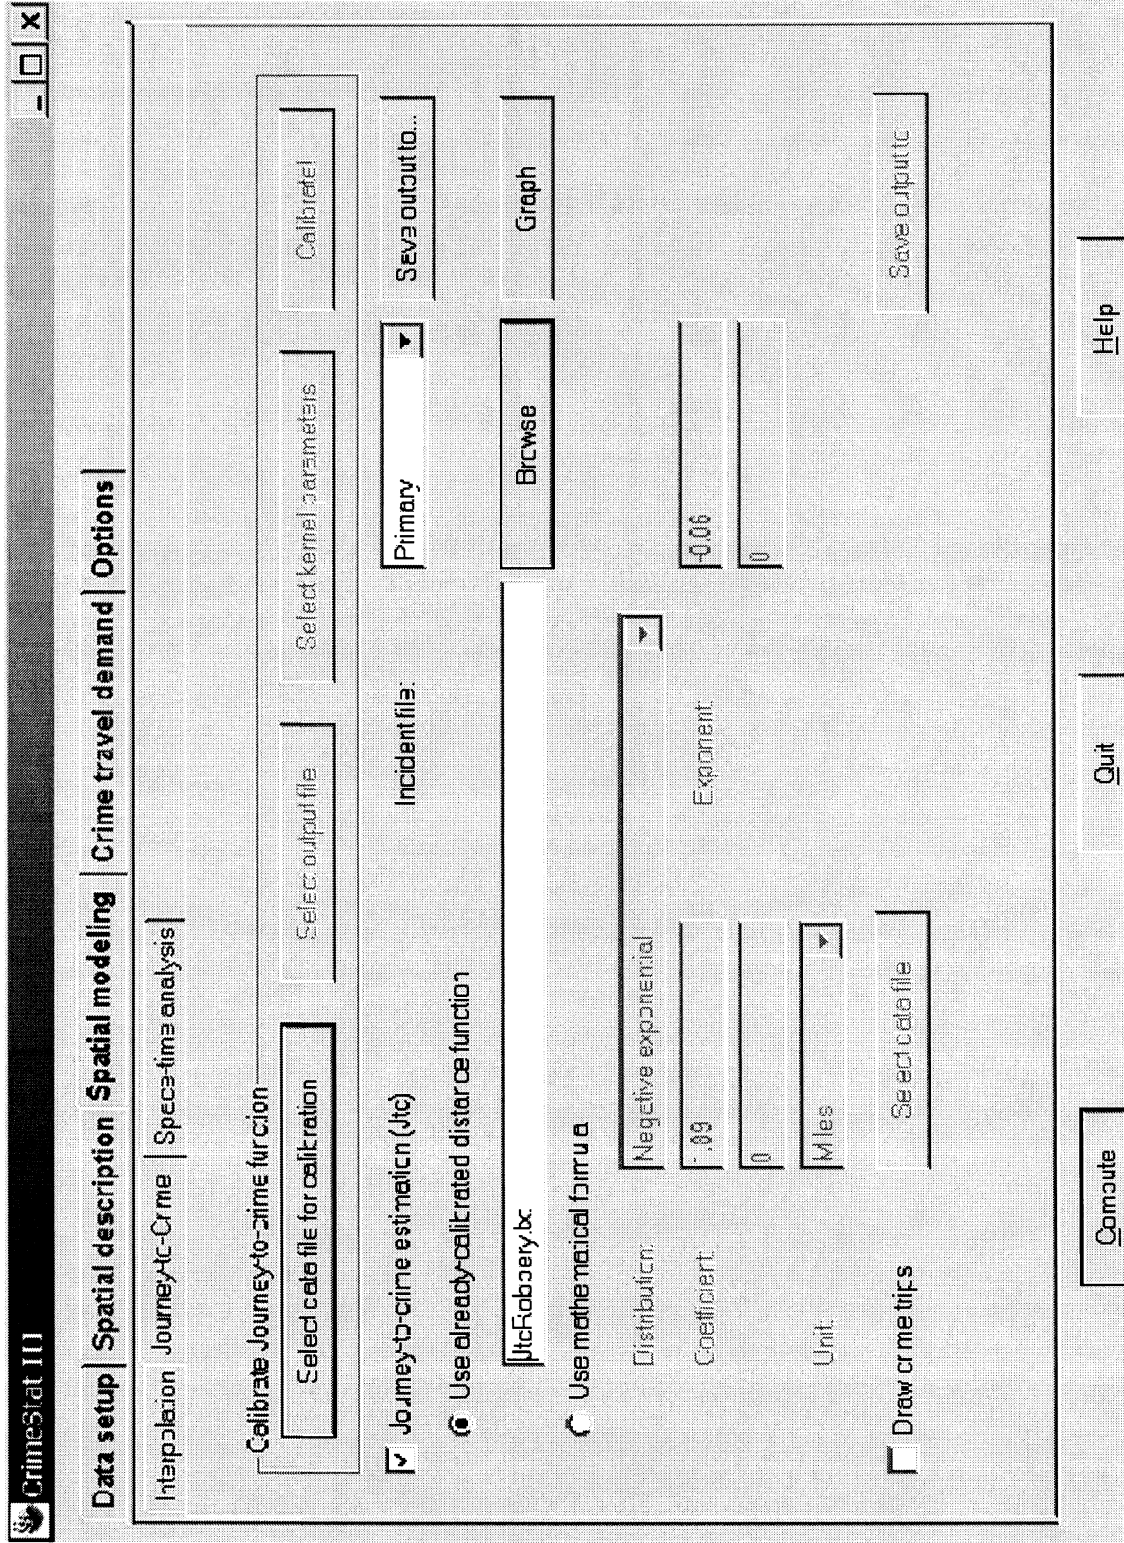 CrimeStat III
Data setup Spatial description Spatial modeling Crime travel demand Options
Interpolation Journey-to-Crime Space-time analysis
Calibrate Journey-to-crime function
Select data file for calibration Select output file Select kernel parameters Calibrate!
Journey-to-crime estimation (Jtc) Incident file: Primary Save output to...
Use already-calibrated distance function
JtcRobbery.txt Browse Graph
Use mathematical formula
Distribution: Negative exponential
Coefficient: Exponent: -0.06
0 0
Unit: Miles
Draw crime trips Select data file Save output to
Compute Quit Help